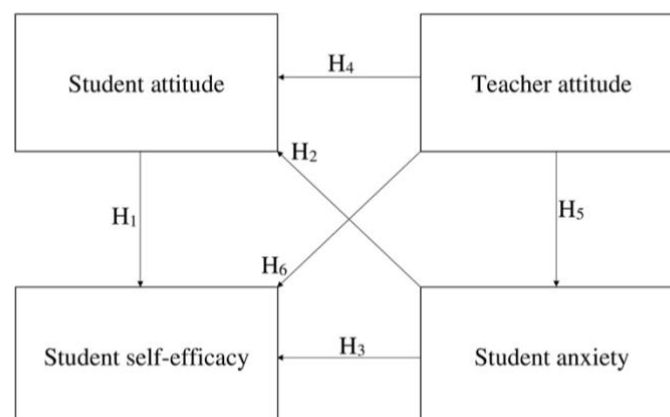 H₄
Student attitude
Teacher attitude
H₂
H₁
H₅
H₆
H₃
Student self-efficacy
Student anxiety